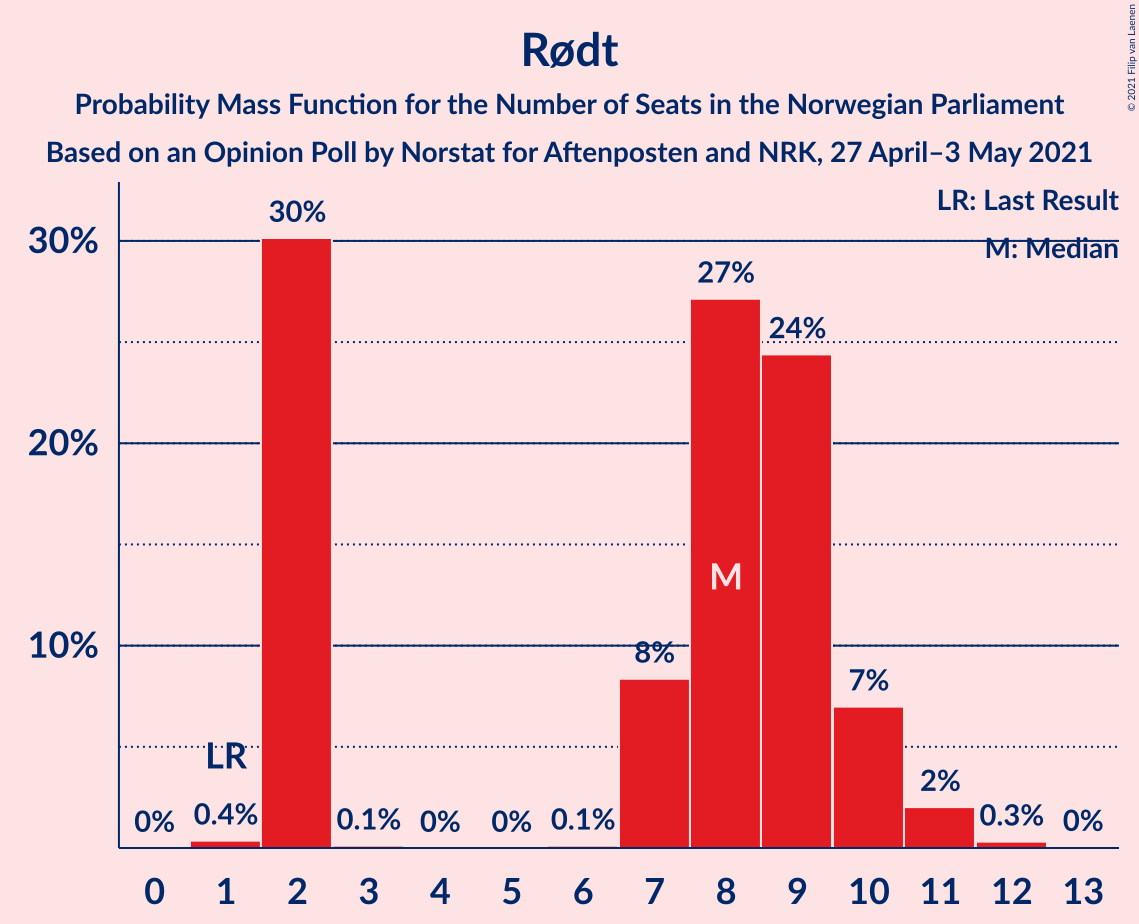 Rødt
Probability Mass Function for the Number of Seats in the Norwegian Parliament
Based on an Opinion Poll by Norstat for Aftenposten and NRK, 27 April–3 May 2021
© 2021 Filip van Laenen
LR: Last Result
M: Median
30%
20%
10%
0%
LR
0.4%
30%
0.1%
0%
0%
0.1%
8%
27%
M
24%
7%
2%
0.3%
0%
0 1 2 3 4 5 6 7 8 9 10 11 12 13